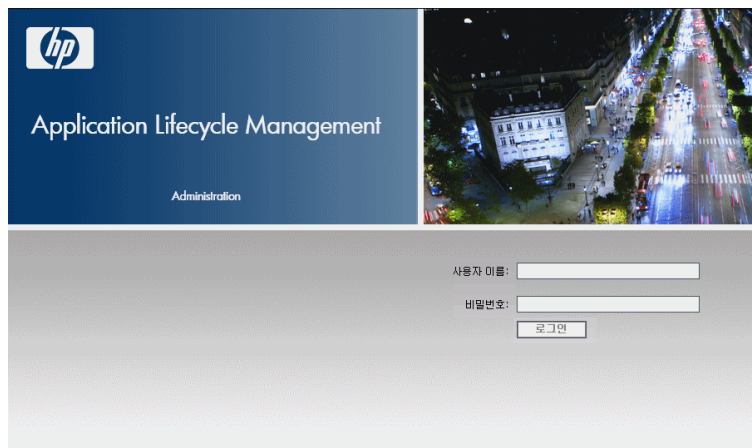 hp
Application Lifecycle Management
Administration
사용자 이름:
비밀번호:
로그인